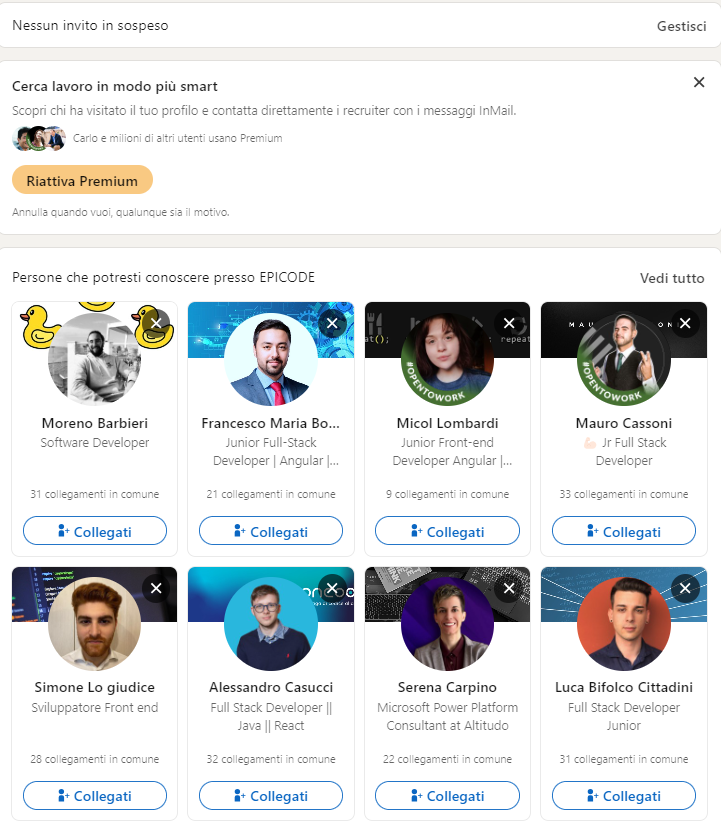 Nessun invito in sospeso
Gestisci
Cerca lavoro in modo più smart
Scopri chi ha visitato il tuo profilo e contatta direttamente i recruiter con i messaggi InMail.
Carlo e milioni di altri utenti usano Premium
Riattiva Premium
Annulla quando vuoi, qualunque sia il motivo.
Persone che potresti conoscere presso EPICODE
Vedi tutto
Moreno Barbieri
Software Developer
31 collegamenti in comune
Collegati
Francesco Maria Bo...
Junior Full-Stack
Developer | Angular |...
21 collegamenti in comune
Collegati
repeat
#OPENTOWORK
Micol Lombardi
Junior Front-end
Developer Angular |...
9 collegamenti in comune
Collegati
#OPENTOWORK
Mauro Cassoni
💪🏻 Jr Full Stack
Developer
33 collegamenti in comune
Collegati
Simone Lo giudice
Sviluppatore Front end
28 collegamenti in comune
Collegati
Alessandro Casucci
Full Stack Developer ||
Java || React
32 collegamenti in comune
Collegati
Serena Carpino
Microsoft Power Platform
Consultant at Altitudo
22 collegamenti in comune
Collegati
Luca Bifolco Cittadini
Full Stack Developer
Junior
31 collegamenti in comune
Collegati